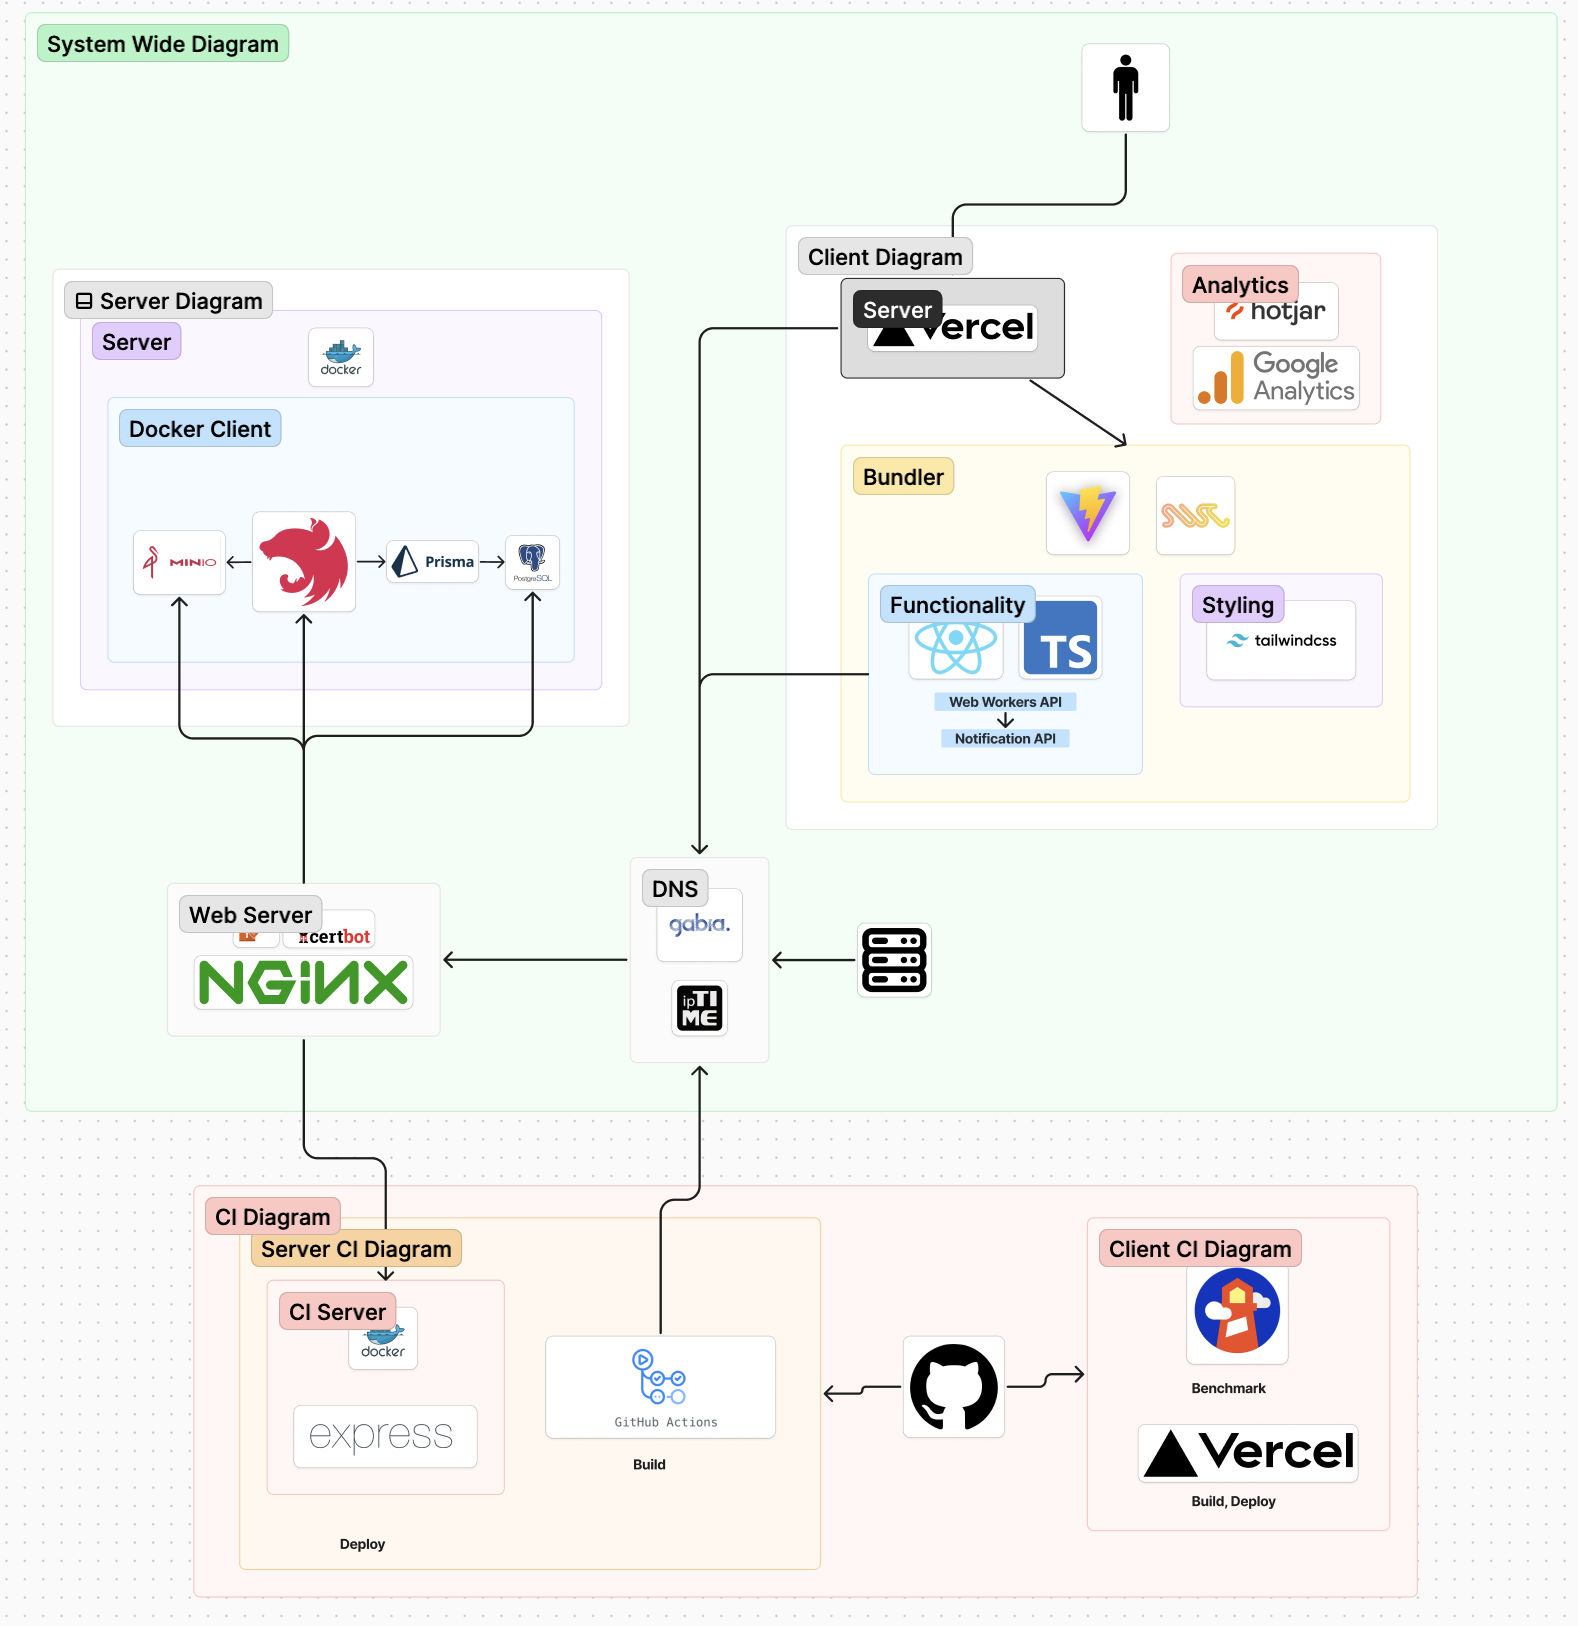 System Wide Diagram
Client Diagram
Server
Vercel
Analytics
hotjar
Google
Analytics
Server Diagram
Server
docker
Docker Client
MINIO
Prisma
PostgreSQL
Bundler
Functionality
TS
Web Workers API
Notification API
Styling
tailwindcss
Web Server
certbot
NGiNX
DNS
gabia.
ipTI
ME
CI Diagram
Server CI Diagram
CI Server
docker
express
Deploy
GitHub Actions
Build
Client CI Diagram
Benchmark
Vercel
Build, Deploy